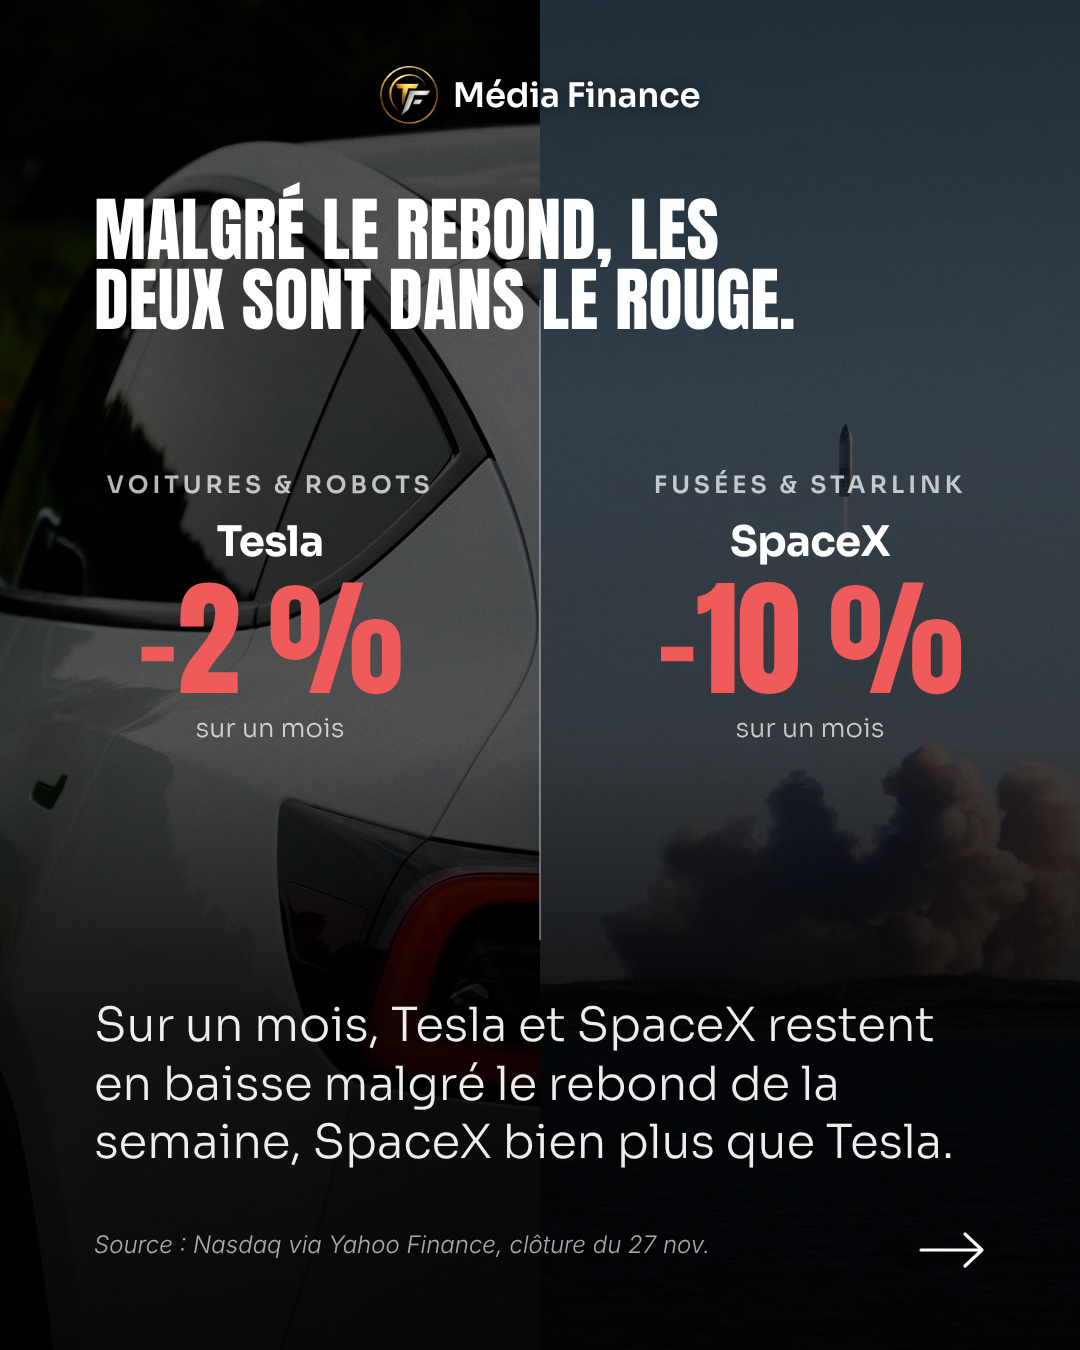 TF Média Finance
MALGRÉ LE REBOND, LES
DEUX SONT DANS LE ROUGE.
VOITURES & ROBOTS
Tesla
-2 %
sur un mois
FUSÉES & STARLINK
SpaceX
-10 %
sur un mois
Sur un mois, Tesla et SpaceX restent
en baisse malgré le rebond de la
semaine, SpaceX bien plus que Tesla.
Source : Nasdaq via Yahoo Finance, clôture du 27 nov.